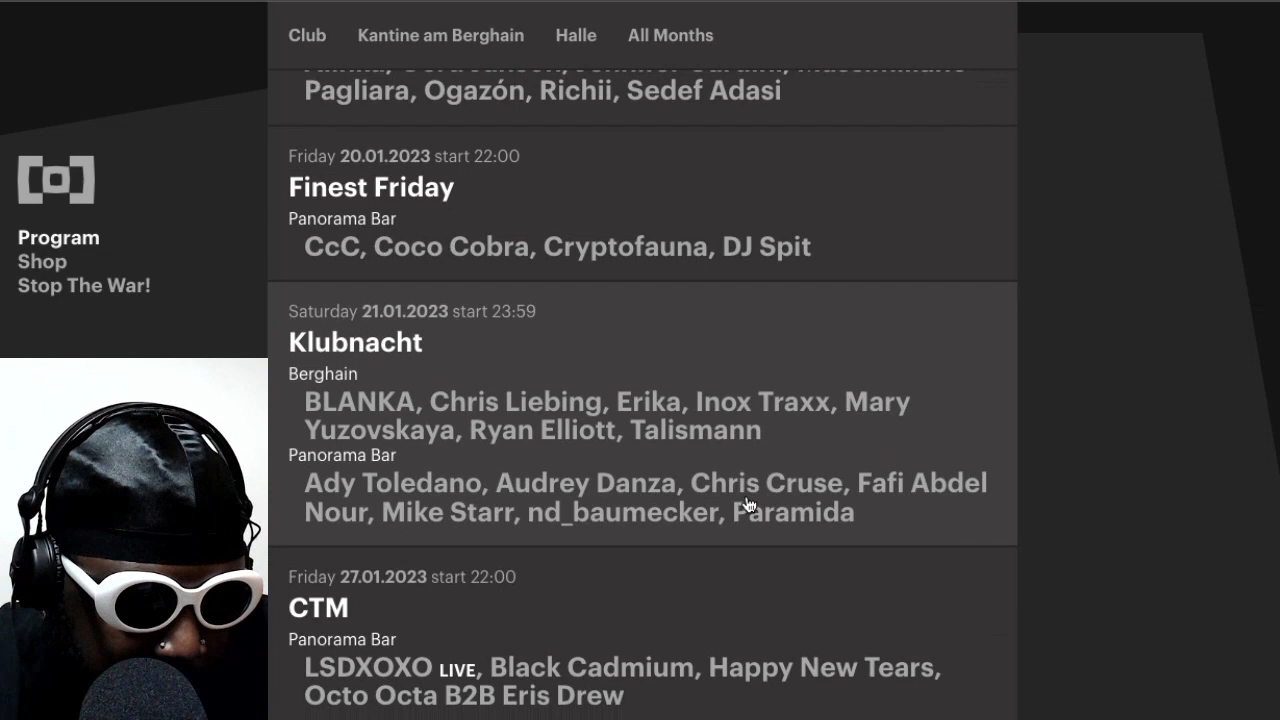 Club Kantine am Berghain Halle All Months
Pagliara, Ogazón, Richii, Sedef Adasi
Friday 20.01.2023 start 22:00
Finest Friday
Panorama Bar
CcC, Coco Cobra, Cryptofauna, DJ Spit
Program
Shop
Stop The War!
Saturday 21.01.2023 start 23:59
Klubnacht
Berghain
BLANKA, Chris Liebing, Erika, Inox Traxx, Mary
Yuzovskaya, Ryan Elliott, Talismann
Panorama Bar
Ady Toledano, Audrey Danza, Chris Cruse, Fafi Abdel
Nour, Mike Starr, nd_baumecker, Paramida
Friday 27.01.2023 start 22:00
CTM
Panorama Bar
LSDXOXO LIVE, Black Cadmium, Happy New Tears,
Octo Octa B2B Eris Drew